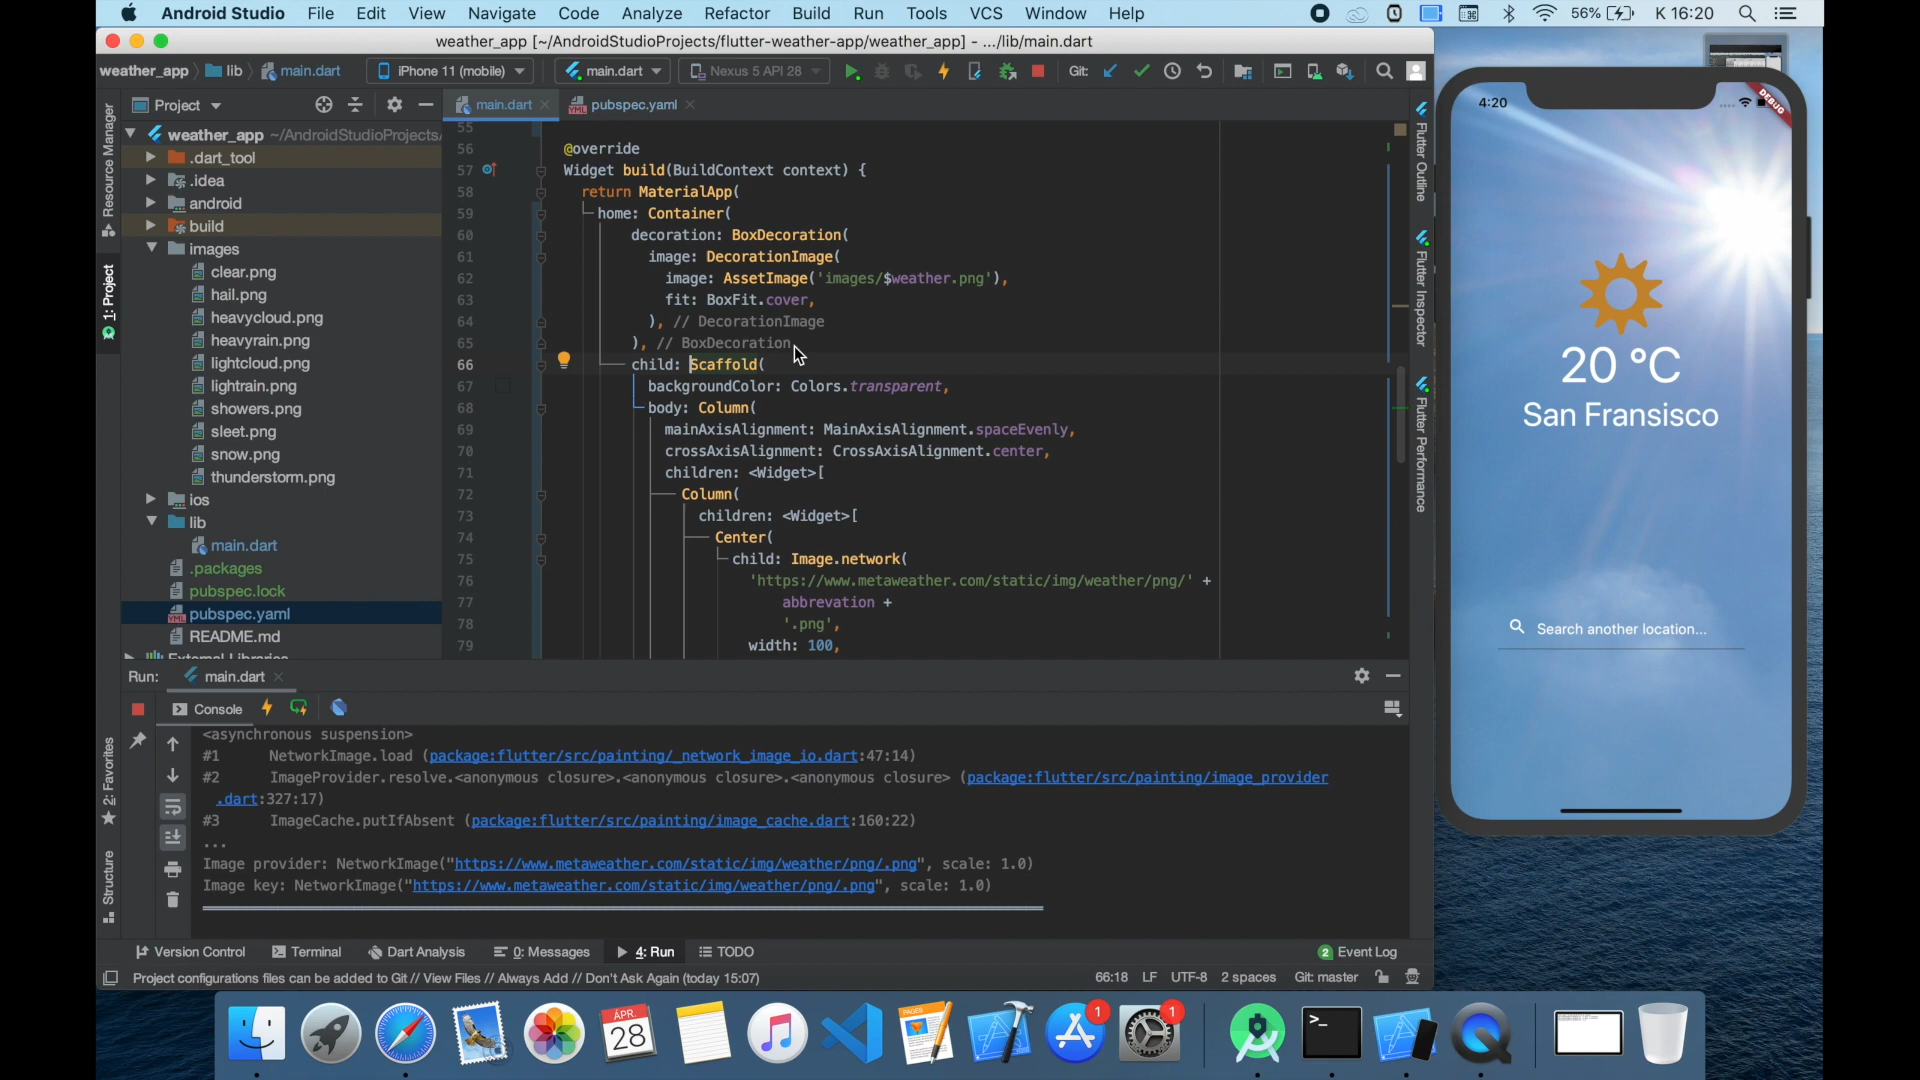 Android Studio File Edit View Navigate Code Analyze Refactor Build Run Tools VCS Window Help 56% K 16:20
weather_app [~/AndroidStudioProjects/flutter-weather-app/weather_app] - .../lib/main.dart
weather_app lib main.dart iPhone 11 (mobile) main.dart Nexus 5 API 28 Git:
Project main.dart pubspec.yaml
weather_app ~/AndroidStudioProjects/
.dart_tool
.idea
android
build
images
clear.png
hail.png
heavycloud.png
heavyrain.png
lightcloud.png
lightrain.png
showers.png
sleet.png
snow.png
thunderstorm.png
ios
lib
main.dart
.packages
pubspec.lock
pubspec.yaml
README.md
External Libraries
Resource Manager
1: Project
2: Favorites
Structure
55
56 @override
57 Widget build(BuildContext context) {
58 return MaterialApp(
59 home: Container(
60 decoration: BoxDecoration(
61 image: DecorationImage(
62 image: AssetImage('images/$weather.png'),
63 fit: BoxFit.cover,
64 ), // DecorationImage
65 ), // BoxDecoration
66 child: Scaffold(
67 backgroundColor: Colors.transparent,
68 body: Column(
69 mainAxisAlignment: MainAxisAlignment.spaceEvenly,
70 crossAxisAlignment: CrossAxisAlignment.center,
71 children: <Widget>[
72 Column(
73 children: <Widget>[
74 Center(
75 child: Image.network(
76 'https://www.metaweather.com/static/img/weather/png/' +
77 abbrevation +
78 '.png',
79 width: 100,
Flutter Outline
Flutter Inspector
Flutter Performance
4:20
DEBUG
20 °C
San Fransisco
Search another location...
Run: main.dart
Console
<asynchronous suspension>
#1 NetworkImage.load (package:flutter/src/painting/_network_image_io.dart:47:14)
#2 ImageProvider.resolve.<anonymous closure>.<anonymous closure>.<anonymous closure> (package:flutter/src/painting/image_provider
.dart:327:17)
#3 ImageCache.putIfAbsent (package:flutter/src/painting/image_cache.dart:160:22)
...
Image provider: NetworkImage("https://www.metaweather.com/static/img/weather/png/.png", scale: 1.0)
Image key: NetworkImage("https://www.metaweather.com/static/img/weather/png/.png", scale: 1.0)
Version Control Terminal Dart Analysis 0: Messages 4: Run TODO 2 Event Log
Project configurations files can be added to Git // View Files // Always Add // Don't Ask Again (today 15:07) 66:18 LF UTF-8 2 spaces Git: master
APR.
28
PAGES
1
1
>_